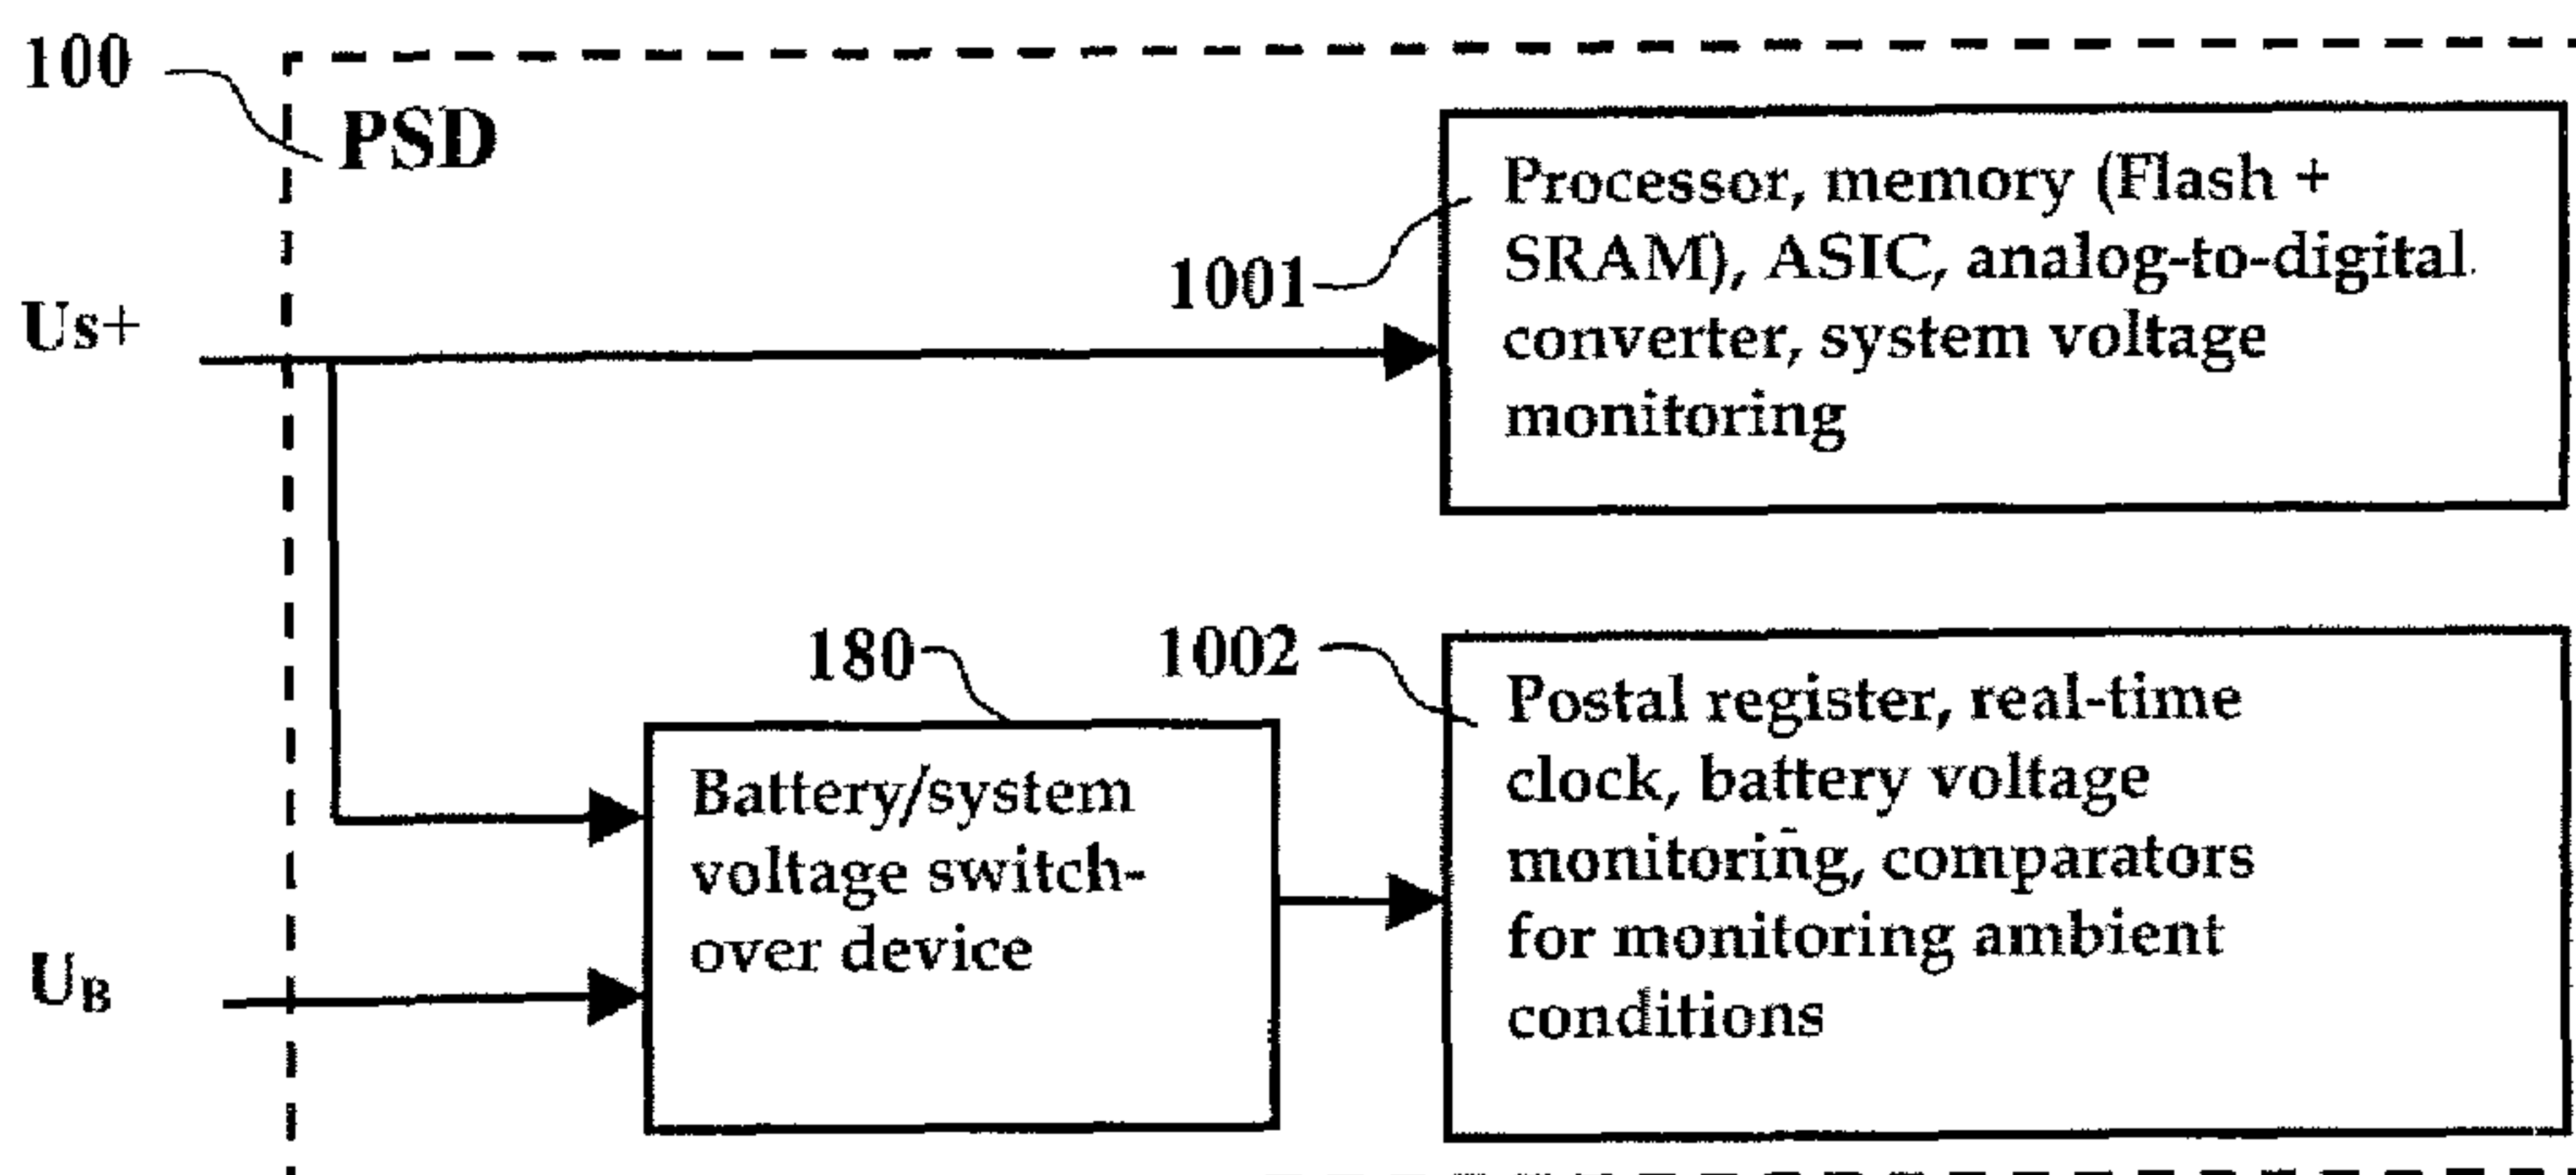 100
PSD
Processor, memory (Flash +
SRAM), ASIC, analog-to-digital
converter, system voltage
monitoring
1001
Us+
180
1002
Battery/system
voltage switch-
over device
Postal register, real-time
clock, battery voltage
monitoring, comparators
for monitoring ambient
conditions
UB